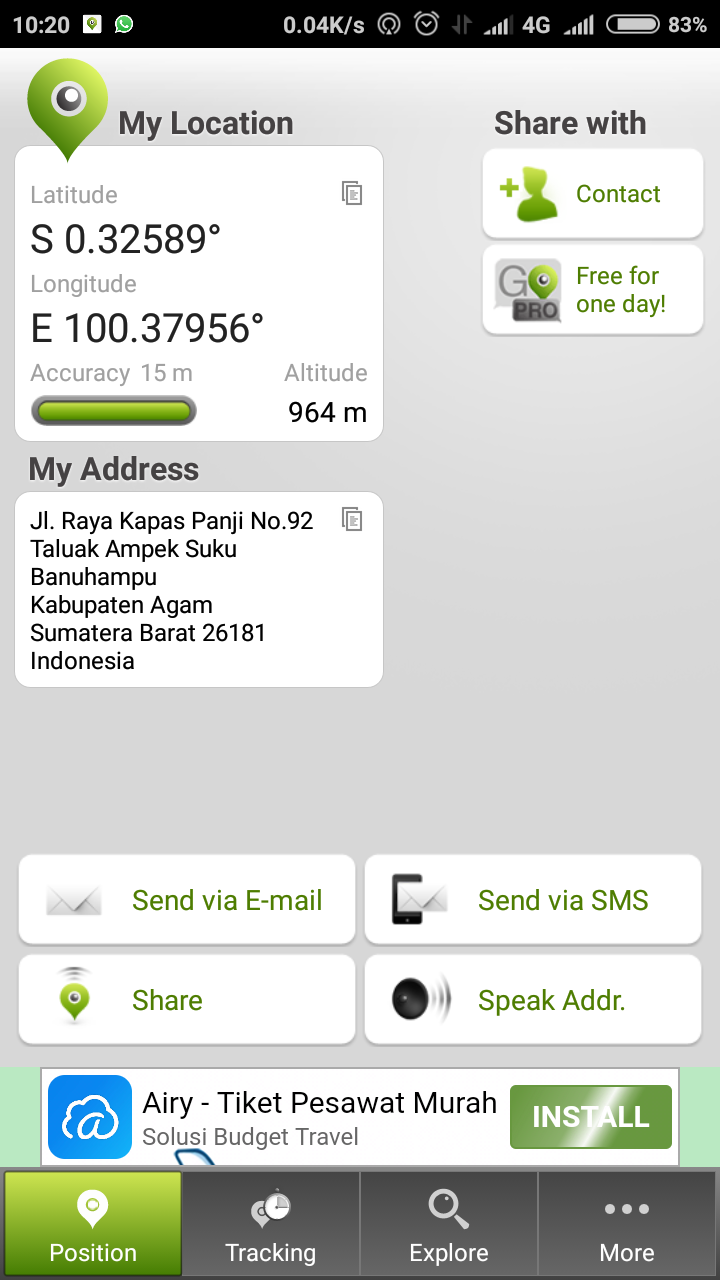 10:20 0.04K/s 4G 83%
My Location
Latitude
S 0.32589°
Longitude
E 100.37956°
Accuracy 15 m Altitude
964 m
Share with
Contact
GO PRO
Free for
one day!
My Address
Jl. Raya Kapas Panji No.92
Taluak Ampek Suku
Banuhampu
Kabupaten Agam
Sumatera Barat 26181
Indonesia
Send via E-mail
Send via SMS
Share
Speak Addr.
Airy - Tiket Pesawat Murah
Solusi Budget Travel
INSTALL
Position
Tracking
Explore
More